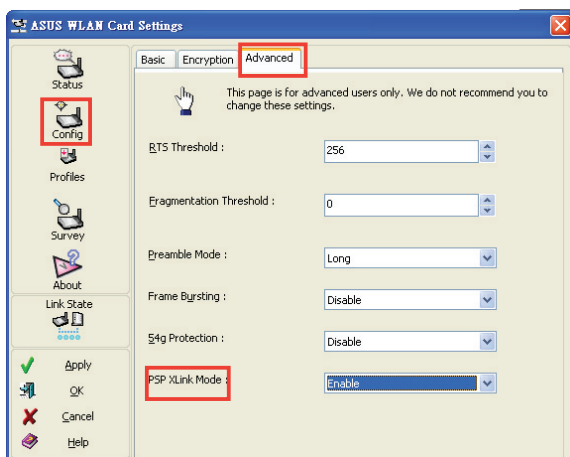 ASUS WLAN Card Settings
Status
Config
Profiles
Survey
About
Link State
Apply
OK
Cancel
Help
Basic
Encryption
Advanced
This page is for advanced users only. We do not recommend you to
change these settings.
RTS Threshold :
256
Fragmentation Threshold :
0
Preamble Mode :
Long
Frame Bursting :
Disable
54g Protection :
Disable
PSP XLink Mode :
Enable